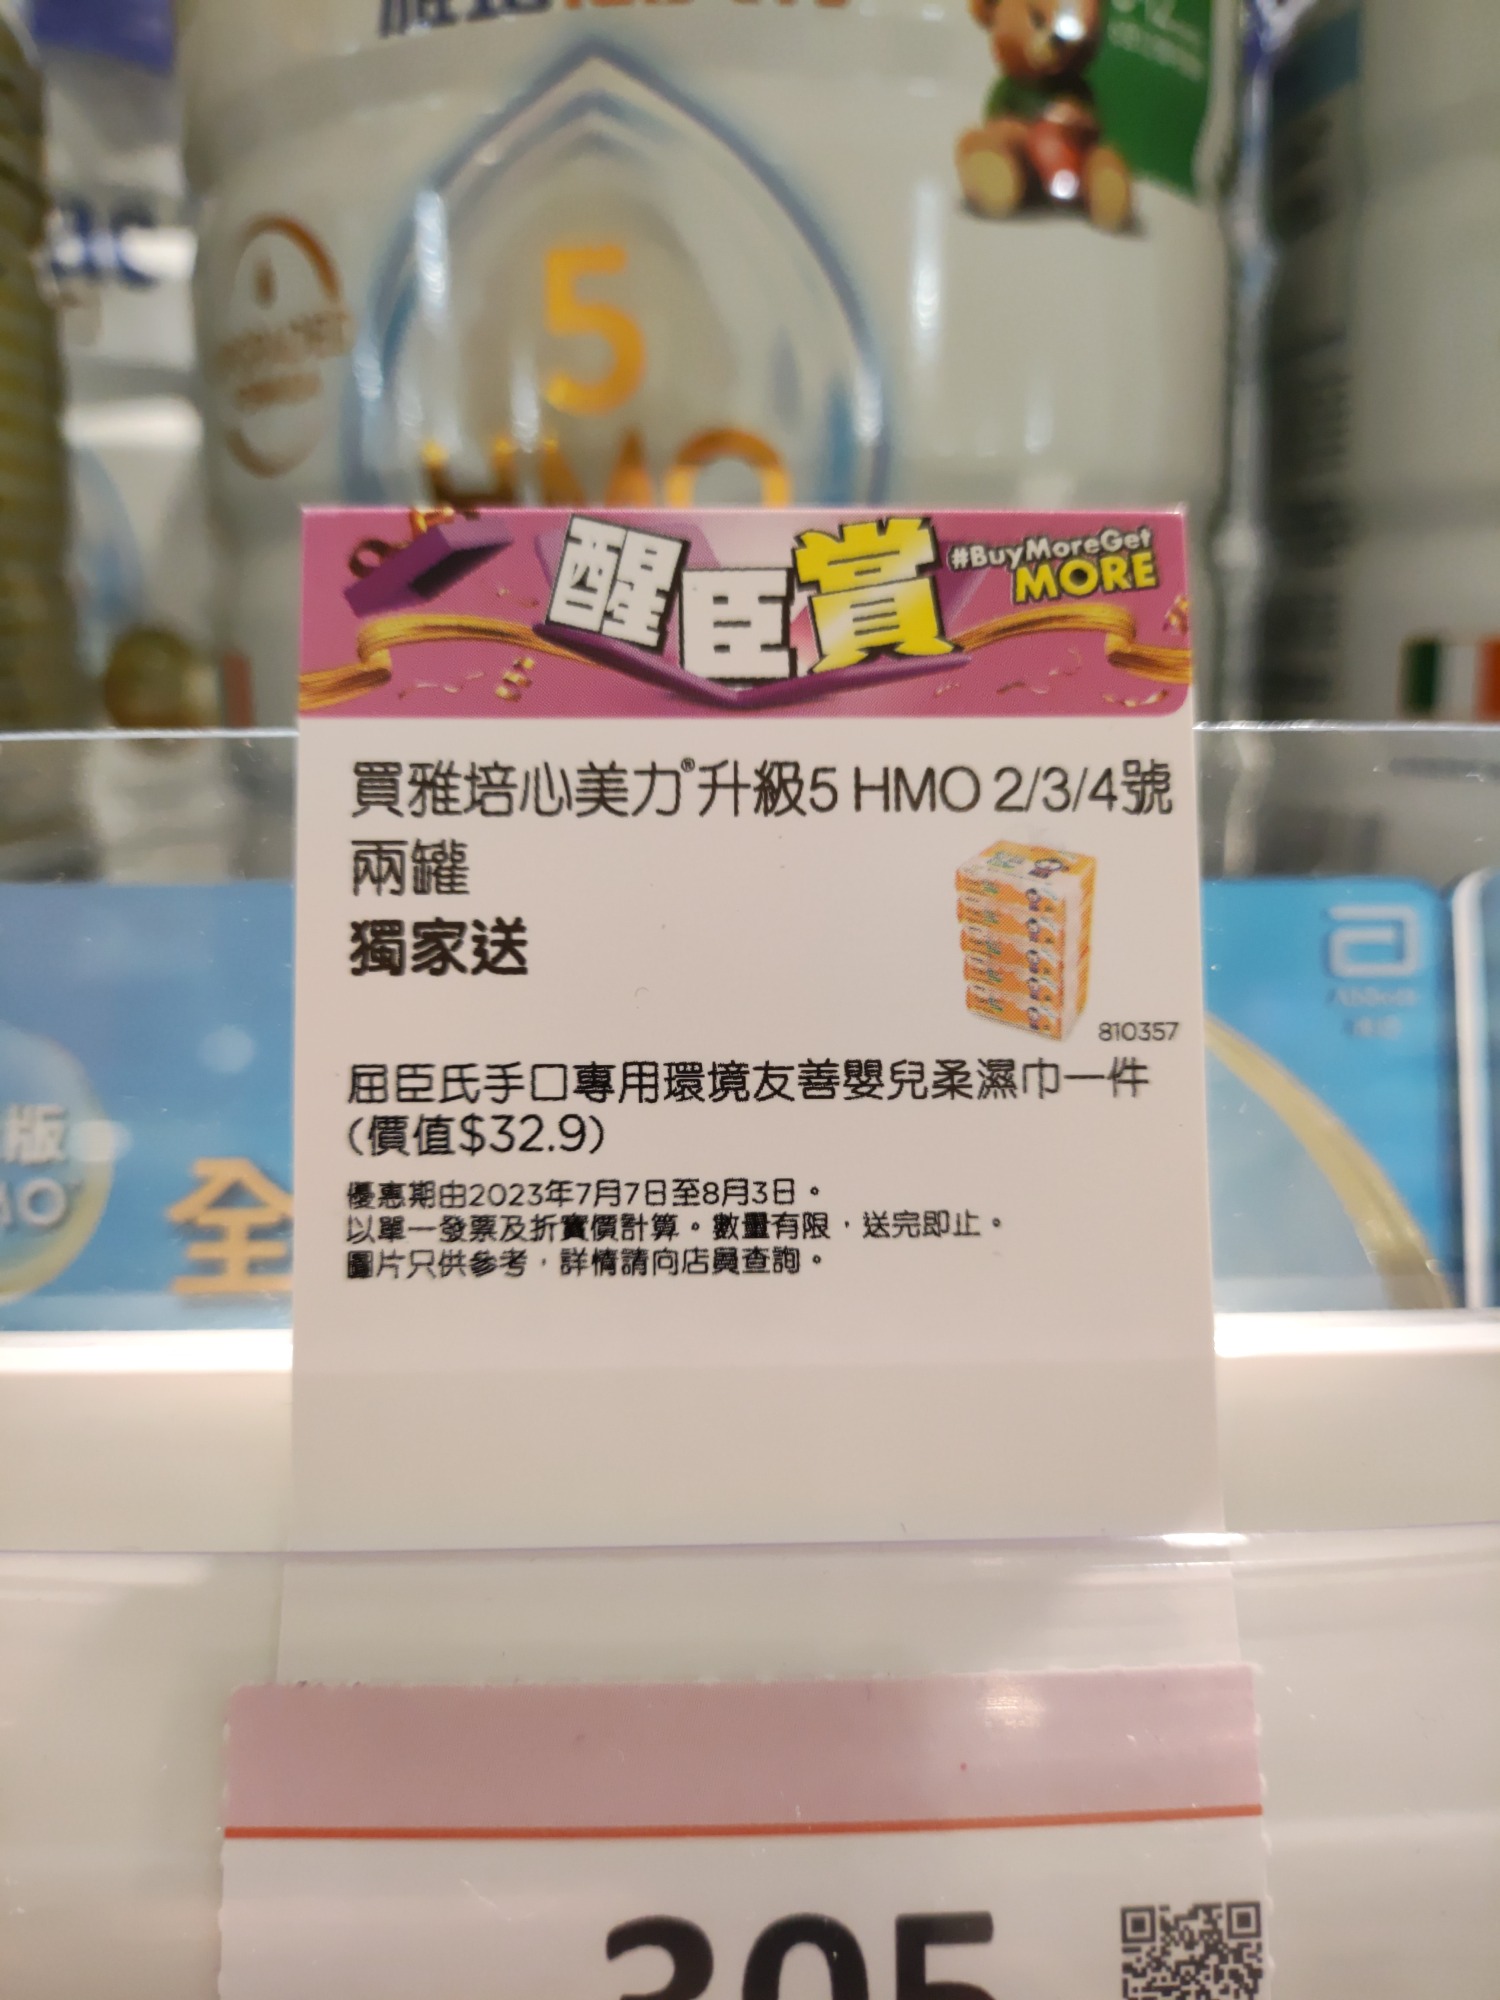 5
HMO
醒臣賞
#BuyMoreGet
MORE
買雅培心美力®升級5 HMO 2/3/4號
兩罐
獨家送
810357
屈臣氏手口專用環境友善嬰兒柔濕巾一件
(價值$32.9)
優惠期由2023年7月7日至8月3日。
以單一發票及折實價計算。數量有限，送完即止。
圖片只供參考，詳情請向店員查詢。
Abbott
版
全
305